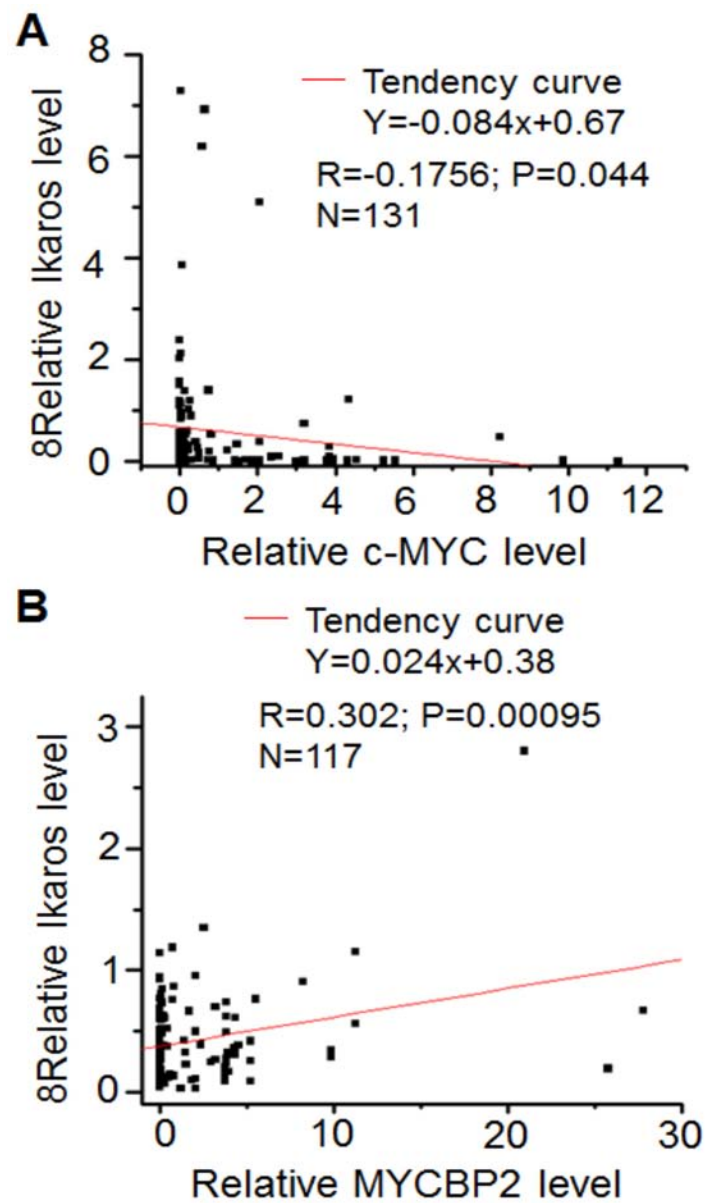 A
8
6
4
2
0
8Relative Ikaros level
Tendency curve
Y=-0.084x+0.67
R=-0.1756; P=0.044
N=131
0 2 4 6 8 10 12
Relative c-MYC level
B
Tendency curve
Y=0.024x+0.38
R=0.302; P=0.00095
N=117
3
2
1
0
8Relative Ikaros level
0 10 20 30
Relative MYCBP2 level